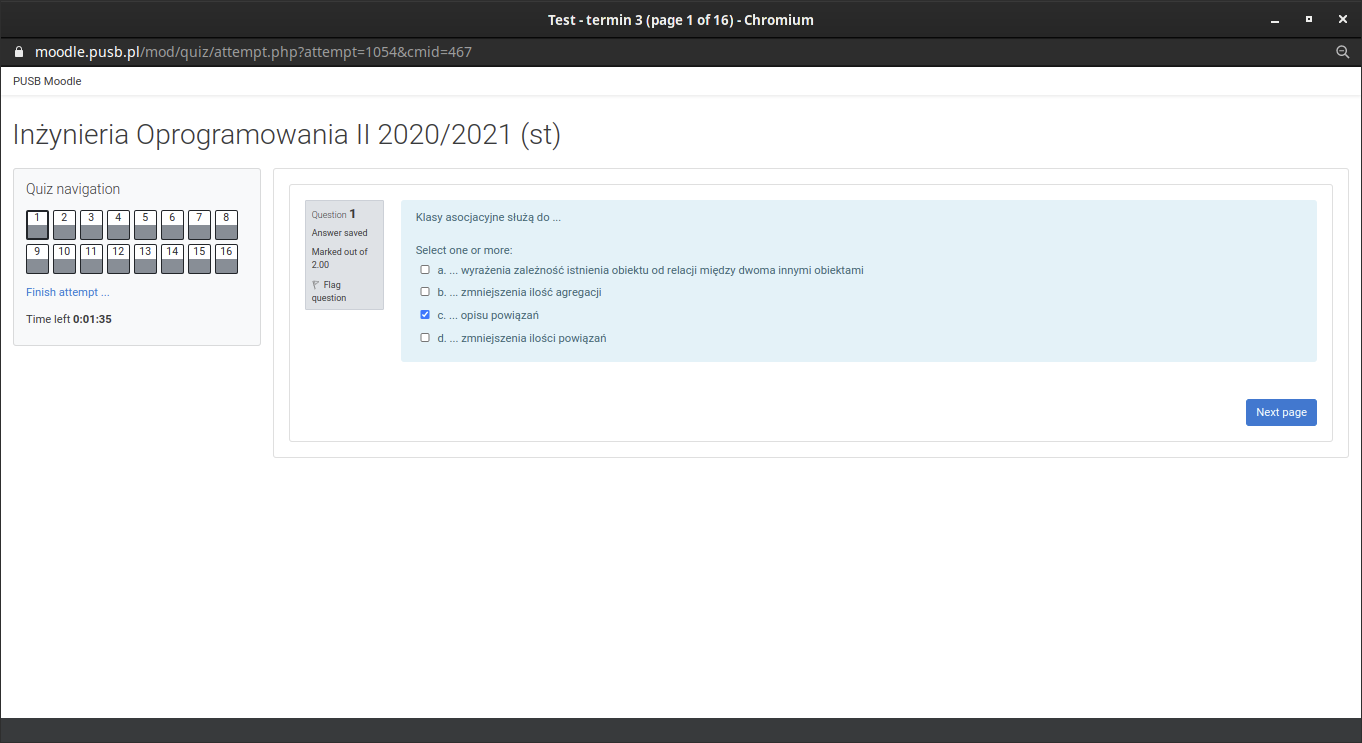 Test - termin 3 (page 1 of 16) - Chromium
moodle.pusb.pl/mod/quiz/attempt.php?attempt=1054&cmid=467
PUSB Moodle
Inżynieria Oprogramowania II 2020/2021 (st)
Quiz navigation
1 2 3 4 5 6 7 8
9 10 11 12 13 14 15 16
Finish attempt ...
Time left 0:01:35
Question 1
Answer saved
Marked out of
2.00
Flag
question
Klasy asocjacyjne służą do ...
Select one or more:
a. ... wyrażenia zależność istnienia obiektu od relacji między dwoma innymi obiektami
b. ... zmniejszenia ilość agregacji
c. ... opisu powiązań
d. ... zmniejszenia ilości powiązań
Next page